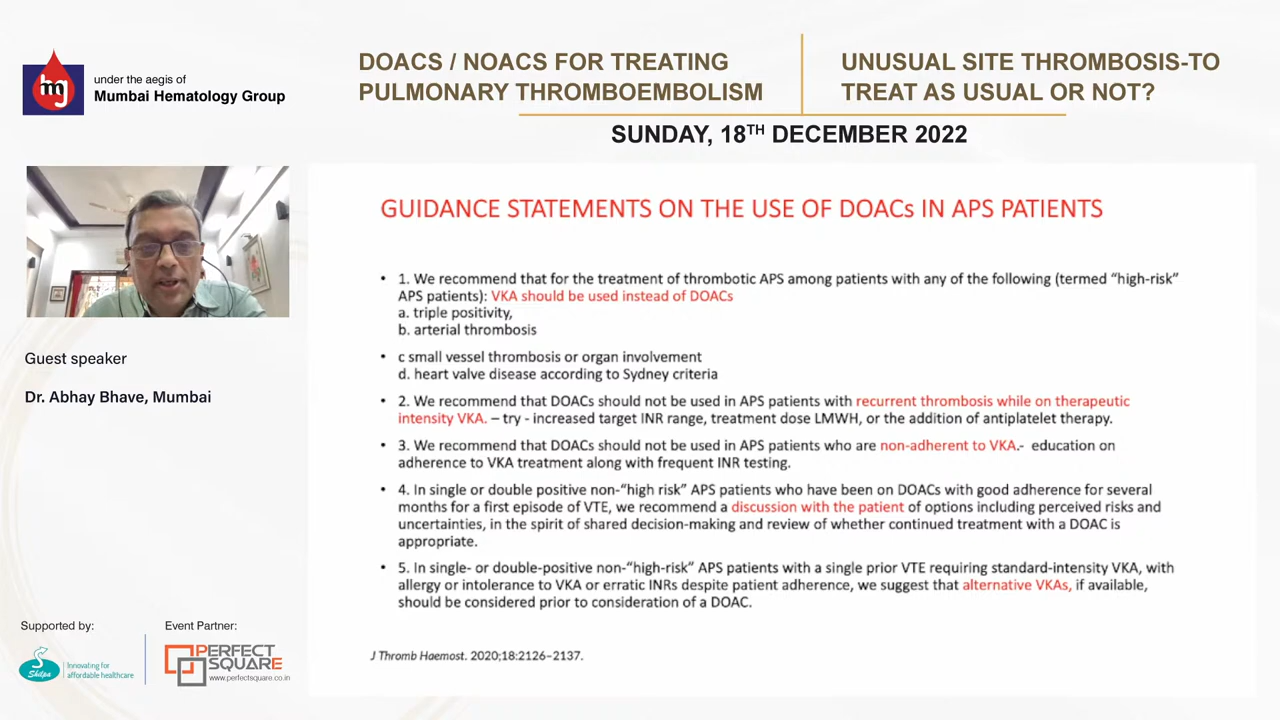 mg
under the aegis of
Mumbai Hematology Group
DOACS / NOACS FOR TREATING
PULMONARY THROMBOEMBOLISM
UNUSUAL SITE THROMBOSIS-TO
TREAT AS USUAL OR NOT?
SUNDAY, 18TH DECEMBER 2022
Guest speaker
Dr. Abhay Bhave, Mumbai
GUIDANCE STATEMENTS ON THE USE OF DOACs IN APS PATIENTS
• 1. We recommend that for the treatment of thrombotic APS among patients with any of the following (termed “high-risk”
APS patients): VKA should be used instead of DOACs
a. triple positivity,
b. arterial thrombosis
• c small vessel thrombosis or organ involvement
d. heart valve disease according to Sydney criteria
• 2. We recommend that DOACs should not be used in APS patients with recurrent thrombosis while on therapeutic
intensity VKA. – try - increased target INR range, treatment dose LMWH, or the addition of antiplatelet therapy.
• 3. We recommend that DOACs should not be used in APS patients who are non-adherent to VKA.- education on
adherence to VKA treatment along with frequent INR testing.
• 4. In single or double positive non-“high risk” APS patients who have been on DOACs with good adherence for several
months for a first episode of VTE, we recommend a discussion with the patient of options including perceived risks and
uncertainties, in the spirit of shared decision-making and review of whether continued treatment with a DOAC is
appropriate.
• 5. In single- or double-positive non-“high-risk” APS patients with a single prior VTE requiring standard-intensity VKA, with
allergy or intolerance to VKA or erratic INRs despite patient adherence, we suggest that alternative VKAs, if available,
should be considered prior to consideration of a DOAC.
J Thromb Haemost. 2020;18:2126–2137.
Supported by:
Shilpa
Innovating for
affordable healthcare
Event Partner:
PERFECT
SQUARE
www.perfectsquare.co.in